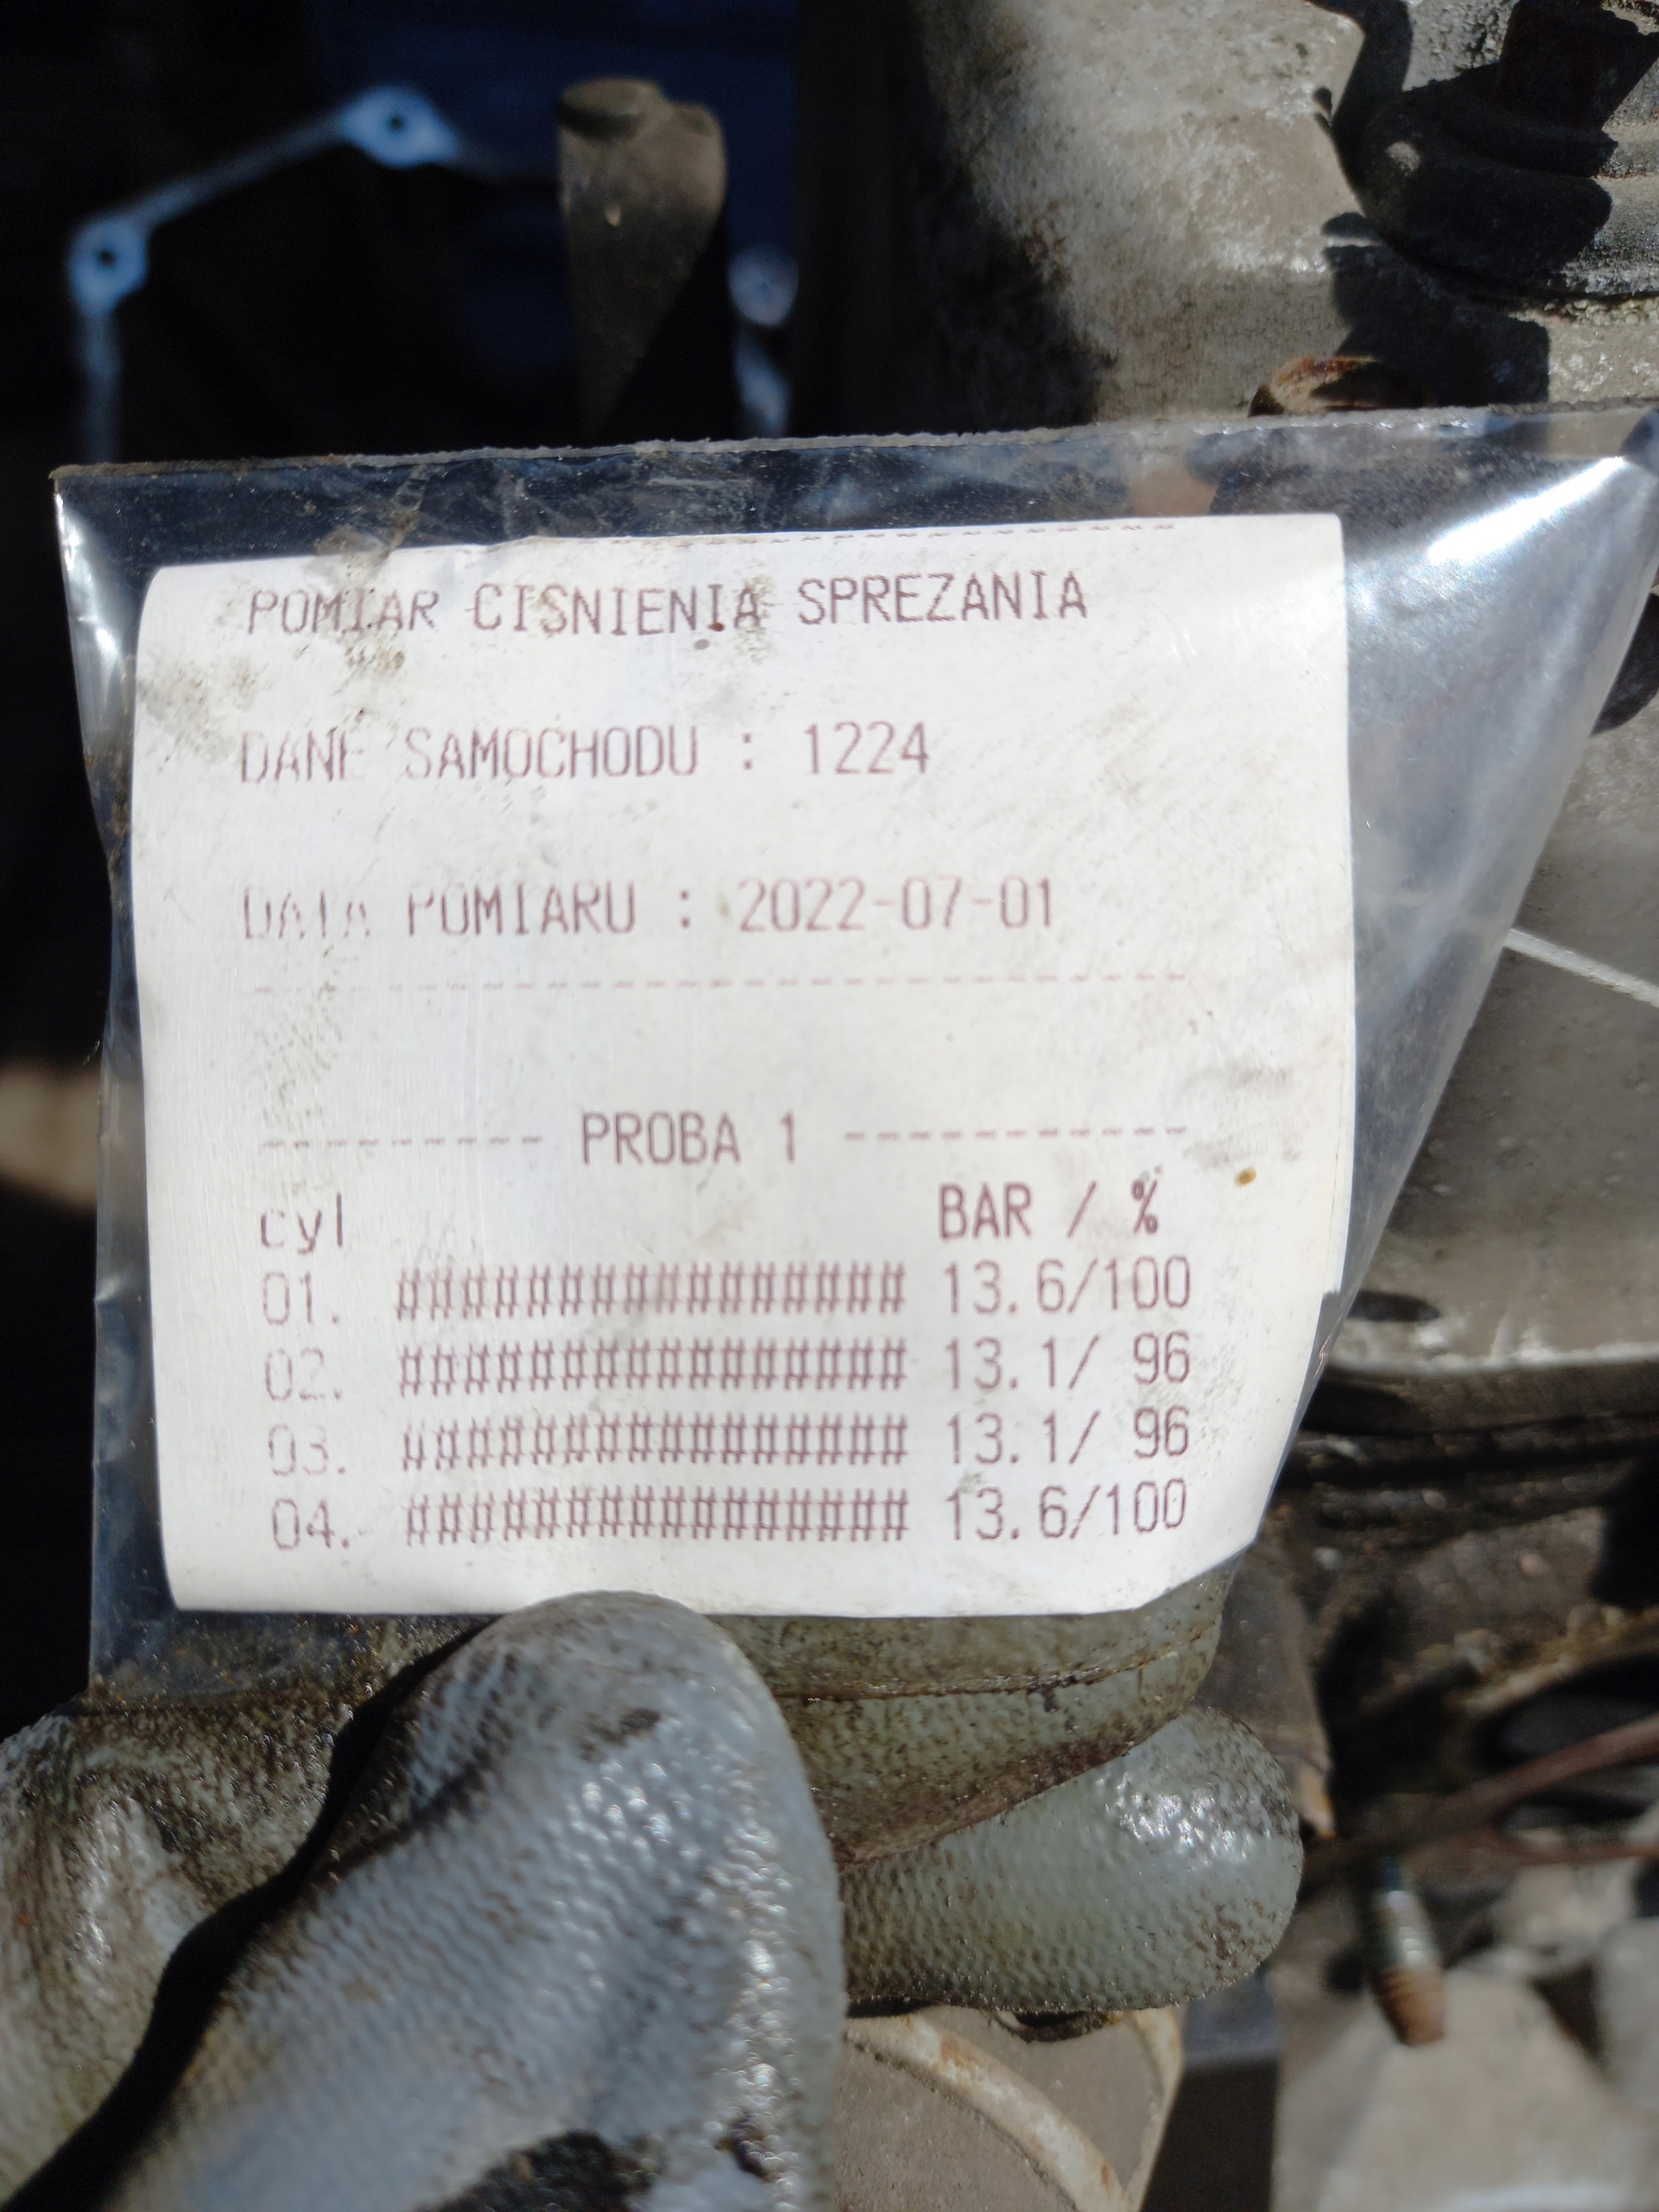 POMIAR CISNIENIA SPREZANIA
DANE SAMOCHODU : 1224
DATA POMIARU : 2022-07-01
--------------------------
--------- PROBA 1 -----------
cyl BAR / %
01. ################ 13.6/100
02. ################ 13.1/ 96
03. ################ 13.1/ 96
04. ################ 13.6/100